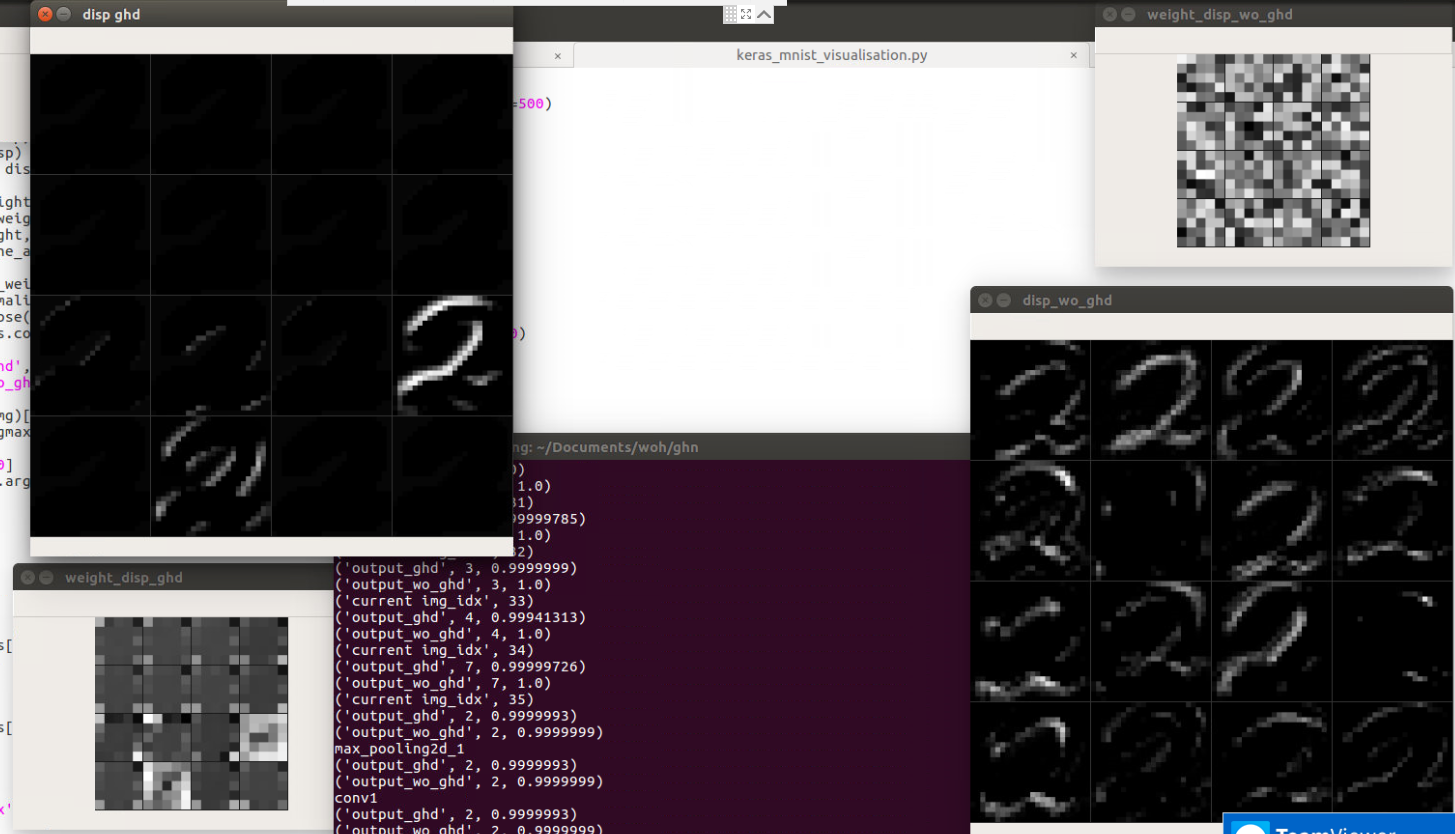 disp ghd
weight_disp_wo_ghd
keras_mnist_visualisation.py
=500)
sp)
dis
ight
weig
ght,
ne_a
_wei
mali
ose(
s.co
nd',
o_gh
mg)[
gmax
0]
.arg
s[
s[
x'
)
disp_wo_ghd
weight_disp_ghd
ng: ~/Documents/woh/ghn
)
1.0)
31)
99999785)
1.0)
32)
('output_ghd', 3, 0.9999999)
('output_wo_ghd', 3, 1.0)
('current img_idx', 33)
('output_ghd', 4, 0.99941313)
('output_wo_ghd', 4, 1.0)
('current img_idx', 34)
('output_ghd', 7, 0.99999726)
('output_wo_ghd', 7, 1.0)
('current img_idx', 35)
('output_ghd', 2, 0.9999993)
('output_wo_ghd', 2, 0.9999999)
max_pooling2d_1
('output_ghd', 2, 0.9999993)
('output_wo_ghd', 2, 0.9999999)
conv1
('output_ghd', 2, 0.9999993)
('output_wo_ghd', 2, 0.9999999)
TeamViewer